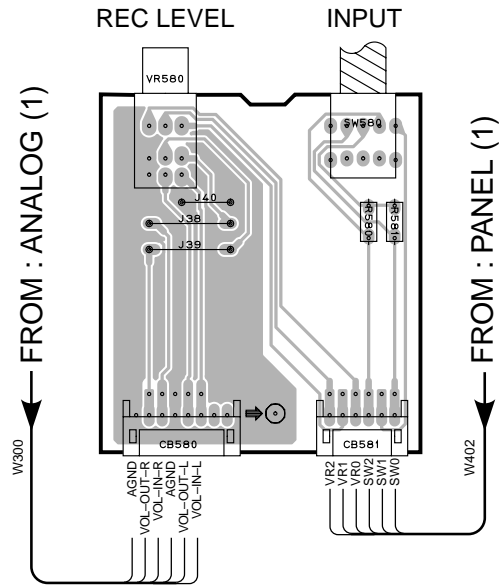 REC LEVEL
INPUT
VR580
SW580
FROM : ANALOG (1)
FROM : PANEL (1)
J40
J38
J39
R580
R581
W300
W402
CB580
CB581
AGND
VOL-OUT-R
VOL-IN-R
AGND
VOL-OUT-L
VOL-IN-L
VR2
VR1
VR0
SW2
SW1
SW0